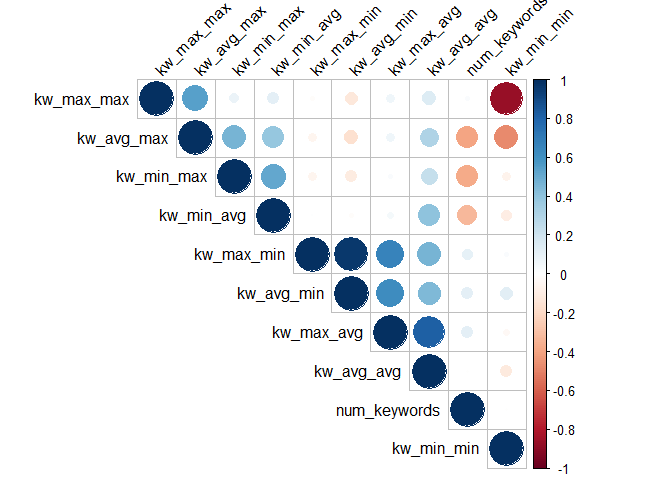 kw_max_max
kw_avg_max
kw_min_max
kw_min_avg
kw_max_min
kw_avg_min
kw_max_avg
kw_avg_avg
num_keywords
kw_min_min
kw_max_max
kw_avg_max
kw_min_max
kw_min_avg
kw_max_min
kw_avg_min
kw_max_avg
kw_avg_avg
num_keywords
kw_min_min
1
0.8
0.6
0.4
0.2
0
-0.2
-0.4
-0.6
-0.8
-1